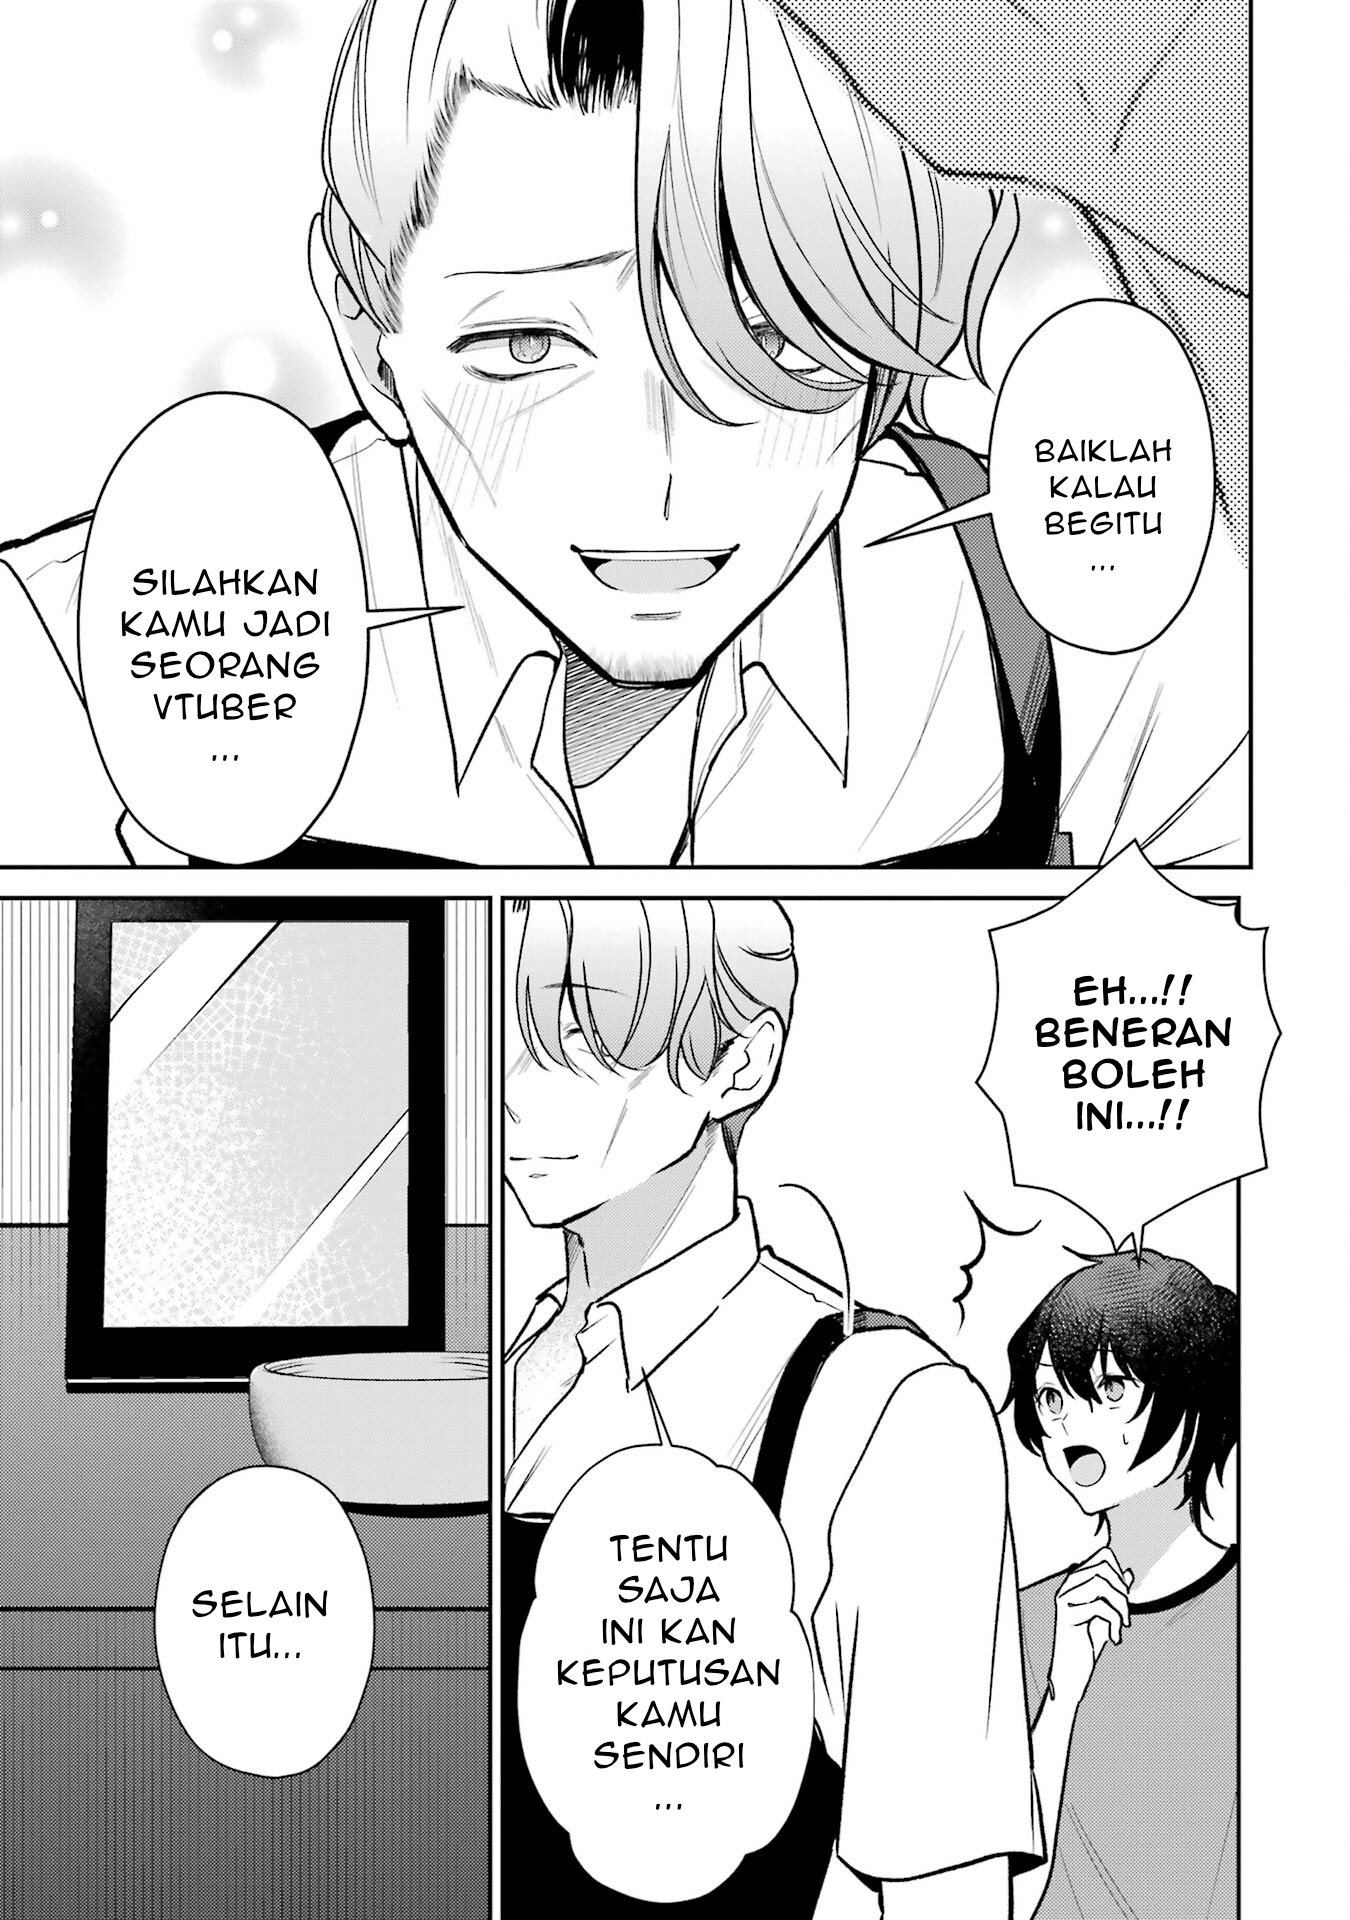 BAIKLAH
KALAU
BEGITU
...
SILAHKAN
KAMU JADI
SEORANG
VTUBER
...
EH...!!
BENERAN
BOLEH
INI...!!
TENTU
SAJA
INI KAN
KEPUTUSAN
KAMU
SENDIRI
...
SELAIN
ITU...